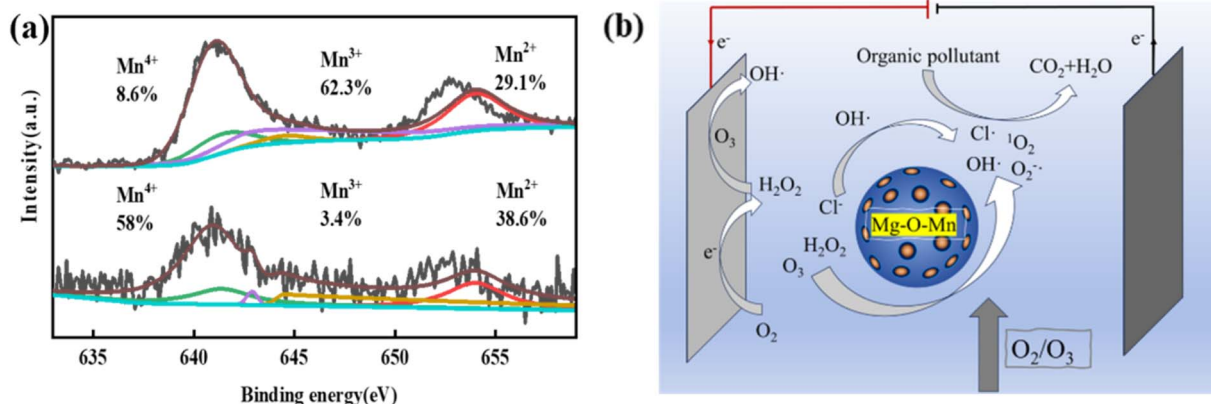 (a)
Mn⁴⁺
8.6%
Mn³⁺
62.3%
Mn²⁺
29.1%
Mn⁴⁺
58%
Mn³⁺
3.4%
Mn²⁺
38.6%
Intensity(a.u.)
635 640 645 650 655
Binding energy(eV)
(b)
e⁻
e⁻
Organic pollutant
CO₂+H₂O
OH·
O₃
H₂O₂
e⁻
O₂
OH·
Cl⁻
Cl· ¹O₂
OH· O₂⁻·
Mg-O-Mn
H₂O₂
O₃
O₂/O₃